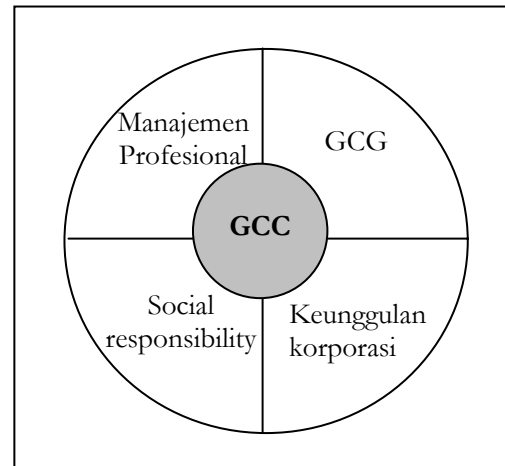 Manajemen
Profesional
GCG
GCC
Social
responsibility
Keunggulan
korporasi